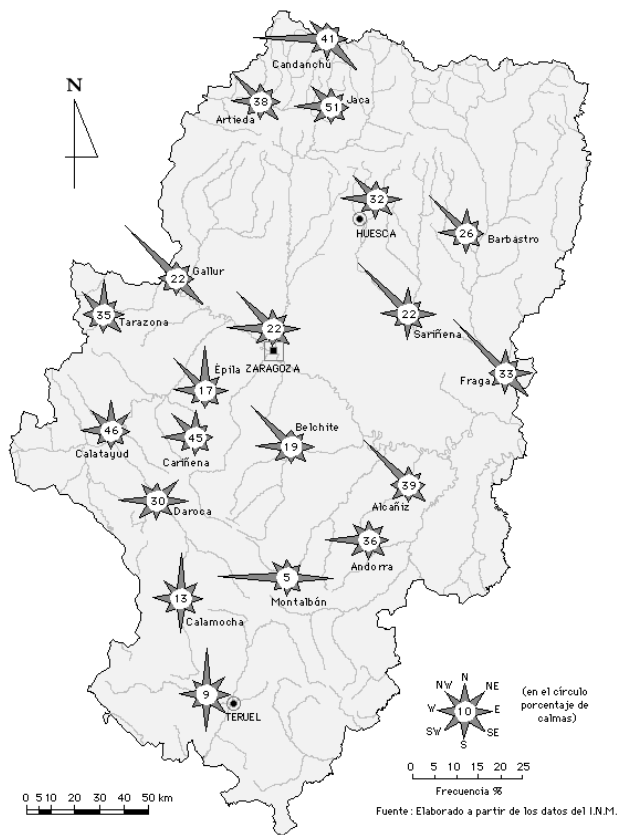 41
Candanchú
N
38
Artieda
51
Jaca
32
HUESCA
26
Barbastro
22
Gallur
35
Tarazona
22
ZARAGOZA
22
Sariñena
33
Fraga
Épila
17
46
Calatayud
45
Cariñena
Belchite
19
39
Alcañiz
30
Daroca
36
Andorra
5
Montalbán
13
Calamocha
9
TERUEL
N
NW NE
W 10 E
SW SE
S
(en el círculo
porcentaje de
calmas)
0 5 10 15 20 25
Frecuencia %
0 5 10 20 30 40 50 km
Fuente: Elaborado a partir de los datos del I.N.M.